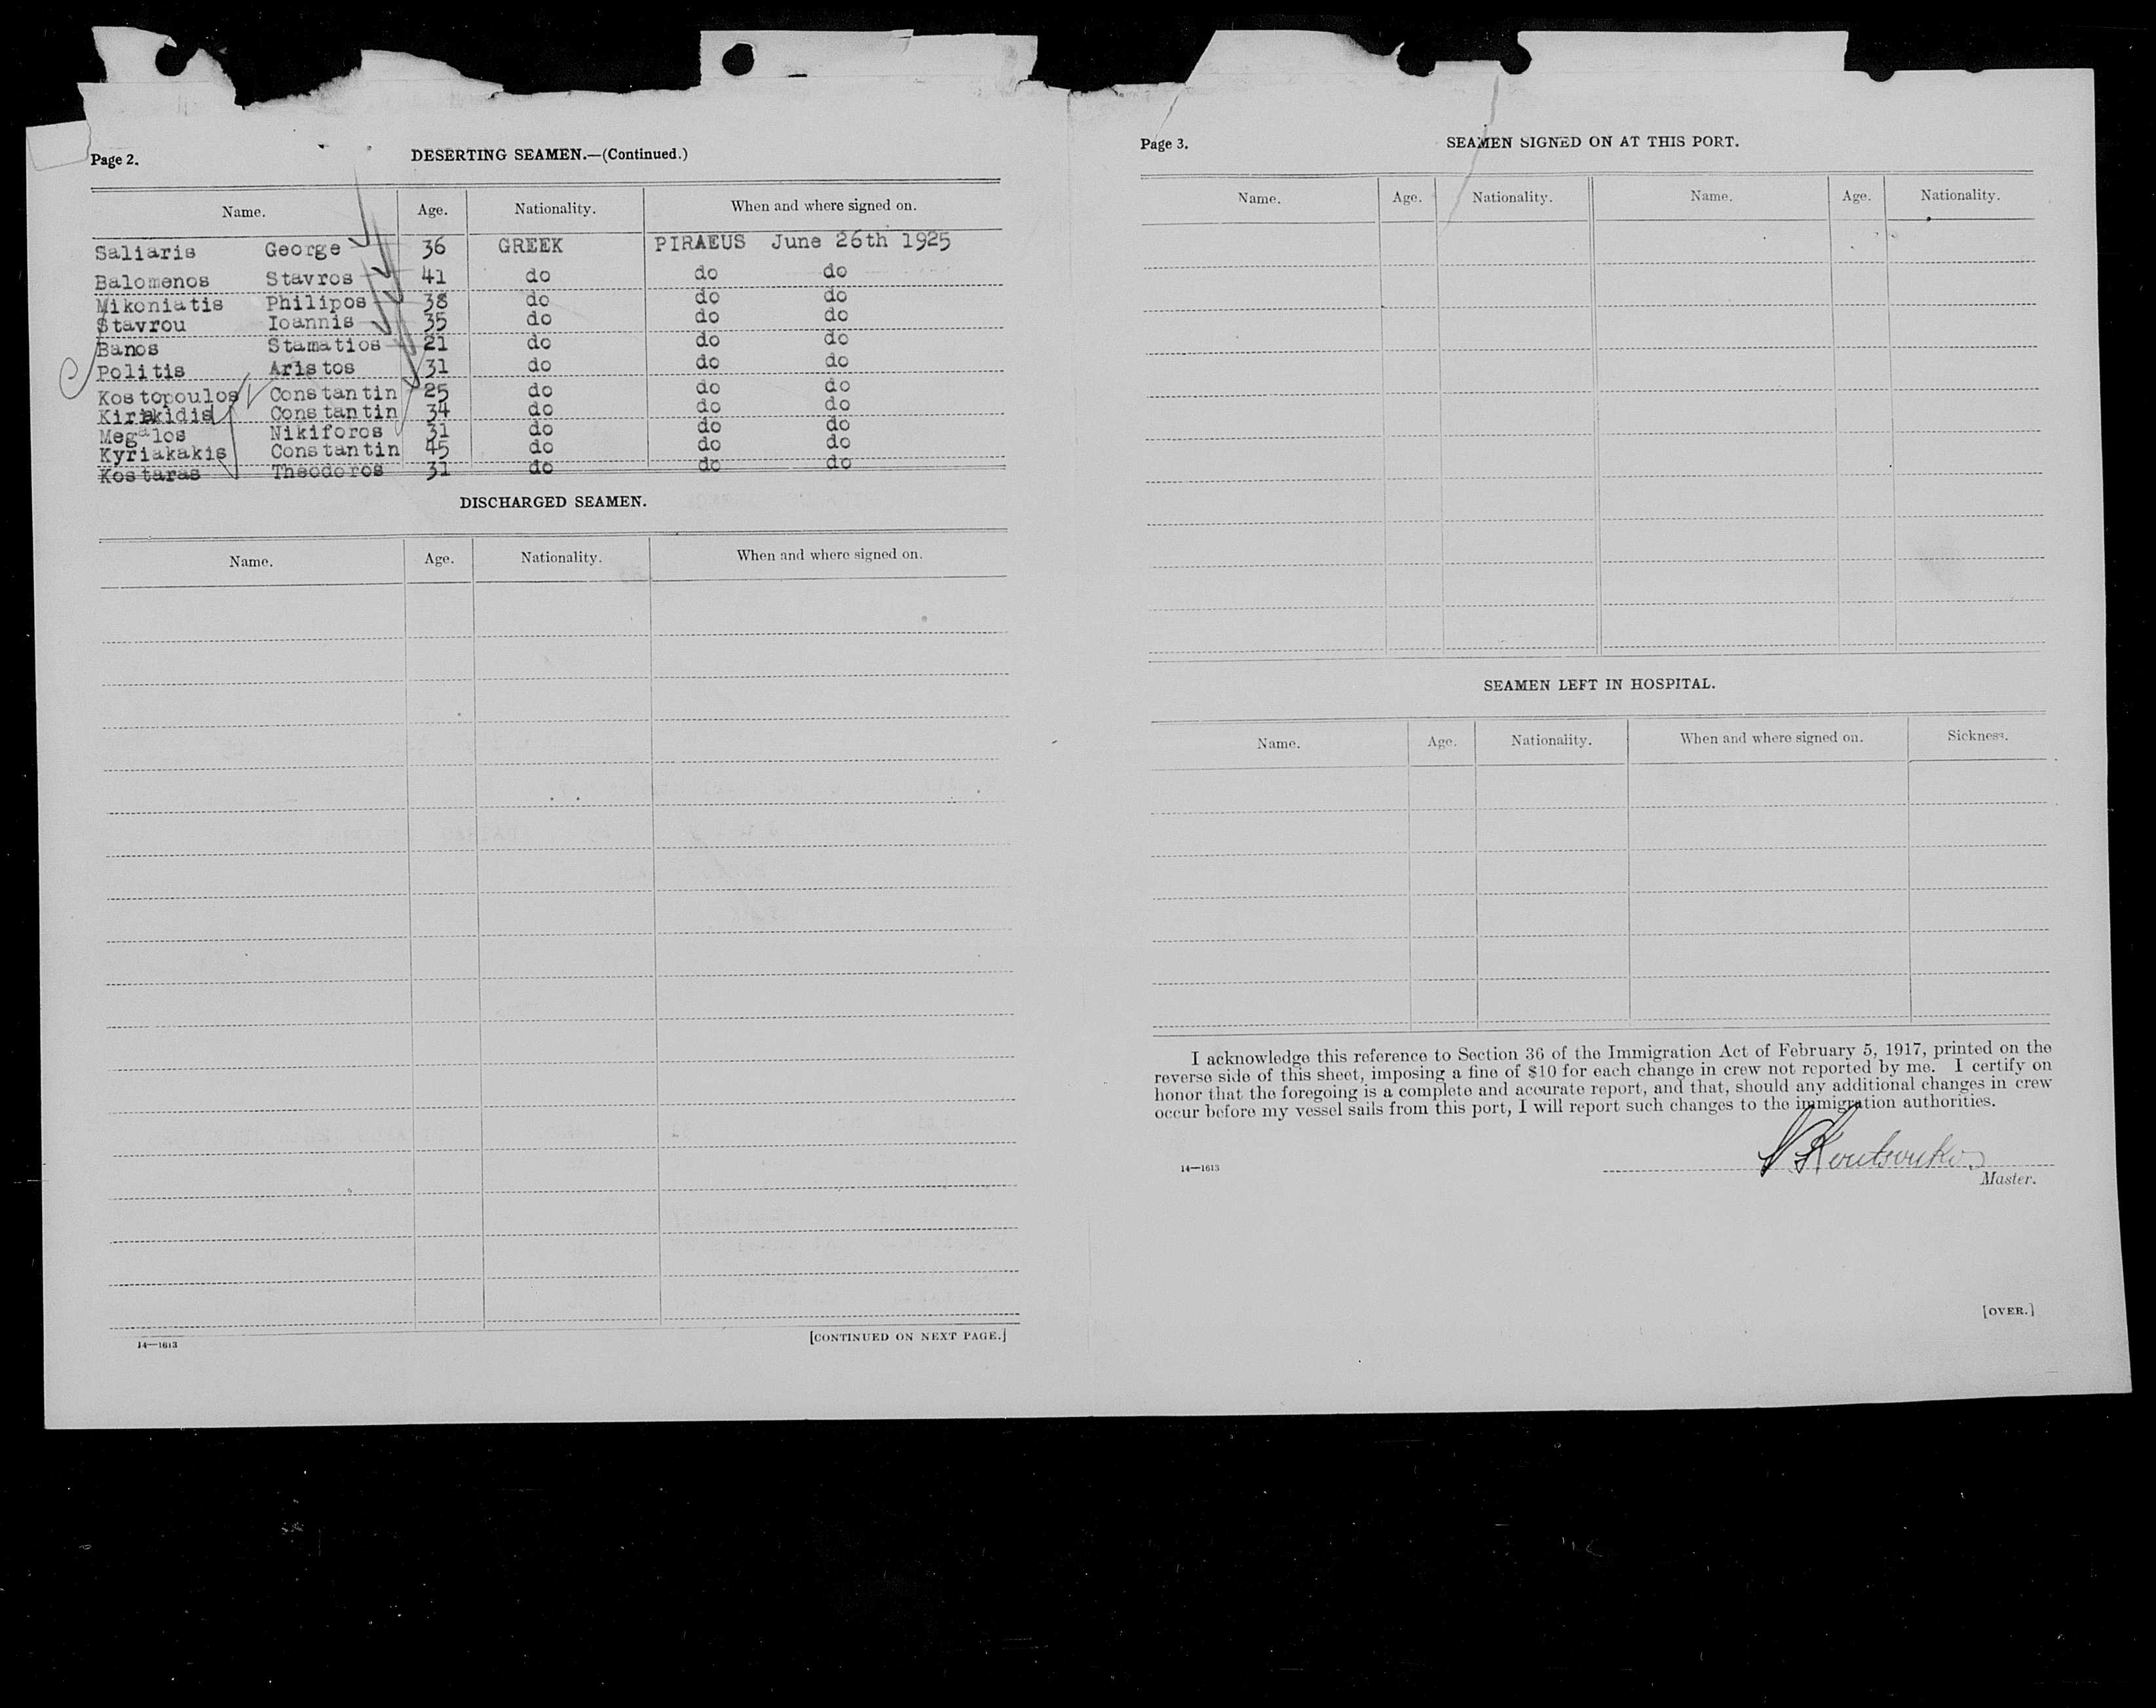 Page 2.
DESERTING SEAMEN.—(Continued.)
Name. Age. Nationality. When and where signed on.
Saliaris George 36 GREEK PIRAEUS June 26th 1925
Balomenos Stavros 41 do do do
Mikoniatis Philipos 38 do do do
Stavrou Ioannis 35 do do do
Banos Stamatios 21 do do do
Politis Aristos 31 do do do
Kostopoulos Constantin 25 do do do
Kiriakidis Constantin 34 do do do
Megalos Nikiforos 31 do do do
Kyriakakis Constantin 45 do do do
Kostaras Theodoros 31 do do do
DISCHARGED SEAMEN.
Name. Age. Nationality. When and where signed on.
14—1613
[CONTINUED ON NEXT PAGE.]
Page 3.
SEAMEN SIGNED ON AT THIS PORT.
Name. Age. Nationality. Name. Age. Nationality.
SEAMEN LEFT IN HOSPITAL.
Name. Age. Nationality. When and where signed on. Sickness.
I acknowledge this reference to Section 36 of the Immigration Act of February 5, 1917, printed on the
reverse side of this sheet, imposing a fine of $10 for each change in crew not reported by me. I certify on
honor that the foregoing is a complete and accurate report, and that, should any additional changes in crew
occur before my vessel sails from this port, I will report such changes to the immigration authorities.
14—1613
Master.
[OVER.]